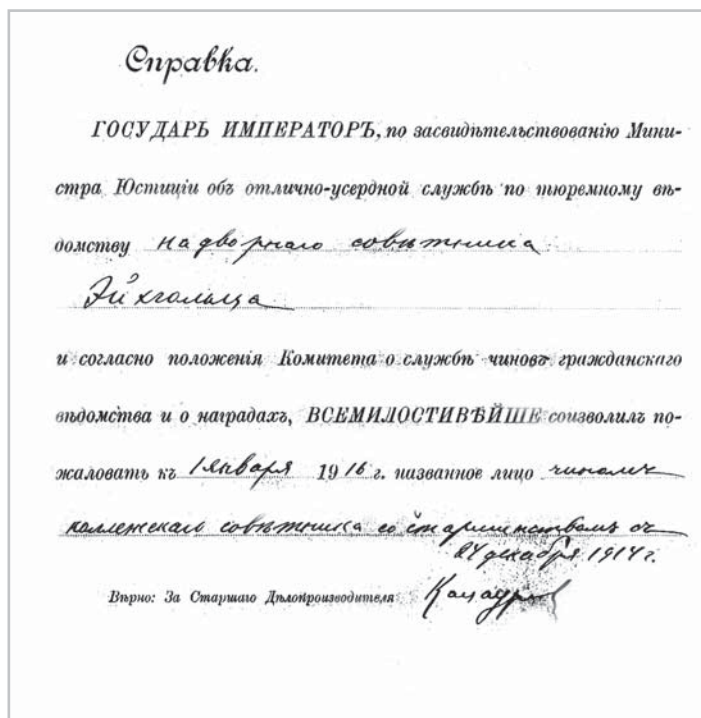 Справка.
ГОСУДАРЬ ИМПЕРАТОРЪ, по засвидѣтельствованію Мини-
стра Юстиціи объ отлично-усердной службѣ по тюремному вѣ-
домству надворнаго совѣтника
Эйхгольца
и согласно положенія Комитета о службѣ чиновъ гражданскаго
вѣдомства и о наградахъ, ВСЕМИЛОСТИВѢЙШЕ соизволилъ по-
жаловать къ 1 января 1916 г. названное лицо чиномъ
коллежскаго совѣтника со старшинствомъ съ
24 декабря 1914 г.
Вѣрно: За Старшаго Дѣлопроизводителя